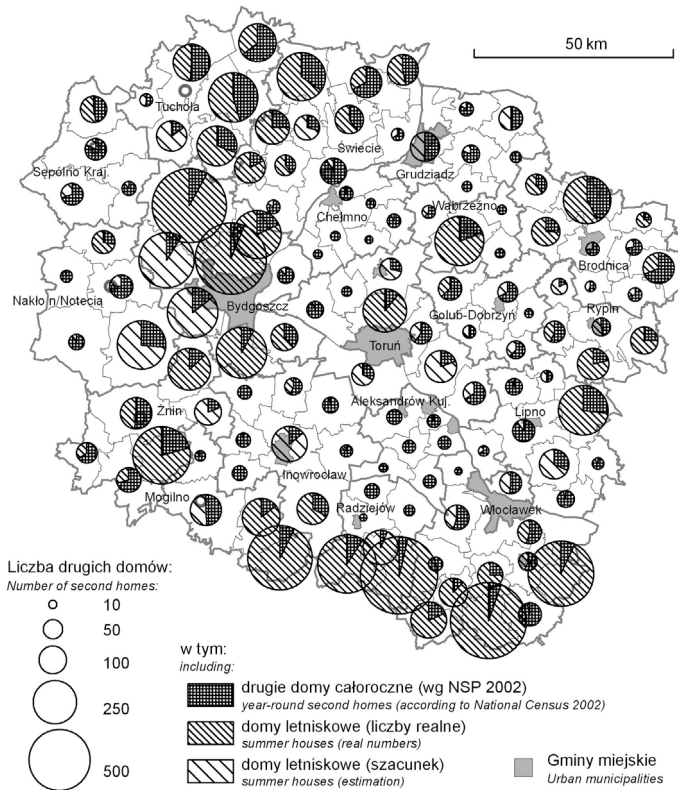 50 km
Tuchola
Świecie
Sępólno Kraj.
Grudziądz
Chełmno
Wąbrzeźno
Brodnica
Nakło n/Notecią
Bydgoszcz
Golub-Dobrzyń
Rypin
Toruń
Żnin
Aleksandrów Kuj.
Lipno
Inowrocław
Mogilno
Radziejów
Włocławek
Liczba drugich domów:
Number of second homes:
10
50
100
250
500
w tym:
including:
drugie domy całoroczne (wg NSP 2002)
year-round second homes (according to National Census 2002)
domy letniskowe (liczby realne)
summer houses (real numbers)
domy letniskowe (szacunek)
summer houses (estimation)
Gminy miejskie
Urban municipalities